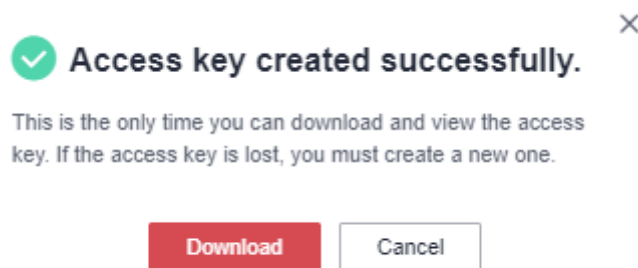 Access key created successfully.
This is the only time you can download and view the access
key. If the access key is lost, you must create a new one.
Download
Cancel